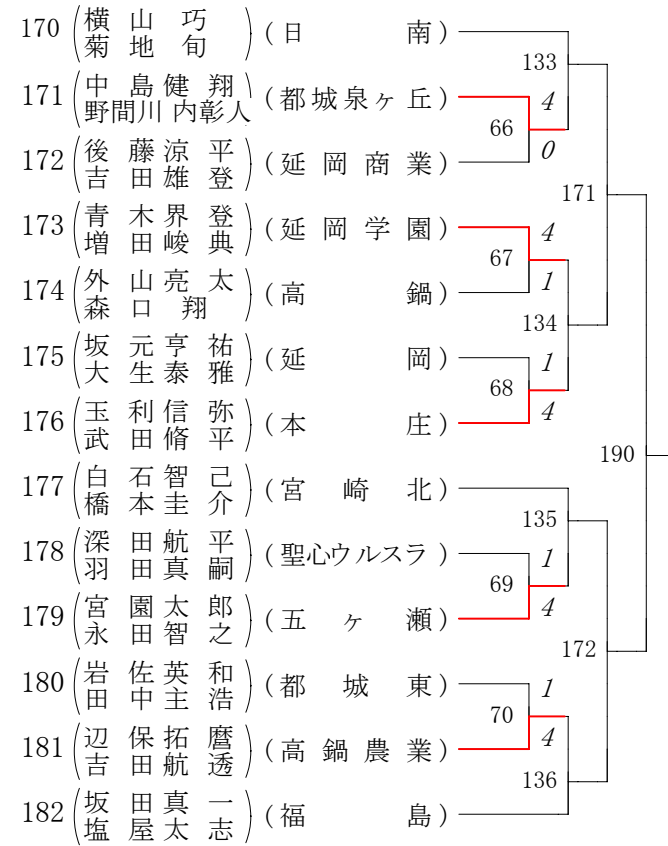 170 横山 巧 (日南)
菊地 旬
133
171 中島健翔 (都城泉ヶ丘) 4
野間川内彰人
66
0
172 後藤涼平 (延岡商業)
吉田雄登
171
173 青木界登 (延岡学園) 4
増田峻典
67
1
174 外山亮太 (高鍋)
森口 翔
134
175 坂元亨祐 (延岡) 1
大生泰雅
68
4
176 玉利信弥 (本庄)
武田脩平
190
177 白石智己 (宮崎北)
橋本圭介
135
178 深田航平 (聖心ウルスラ) 1
羽田真嗣
69
4
179 宮園太郎 (五ヶ瀬)
永田智之
172
180 岩佐英和 (都城東) 1
田中主浩
70
4
181 辺保拓麿 (高鍋農業)
吉田航透
136
182 坂田真一 (福島)
塩屋太志